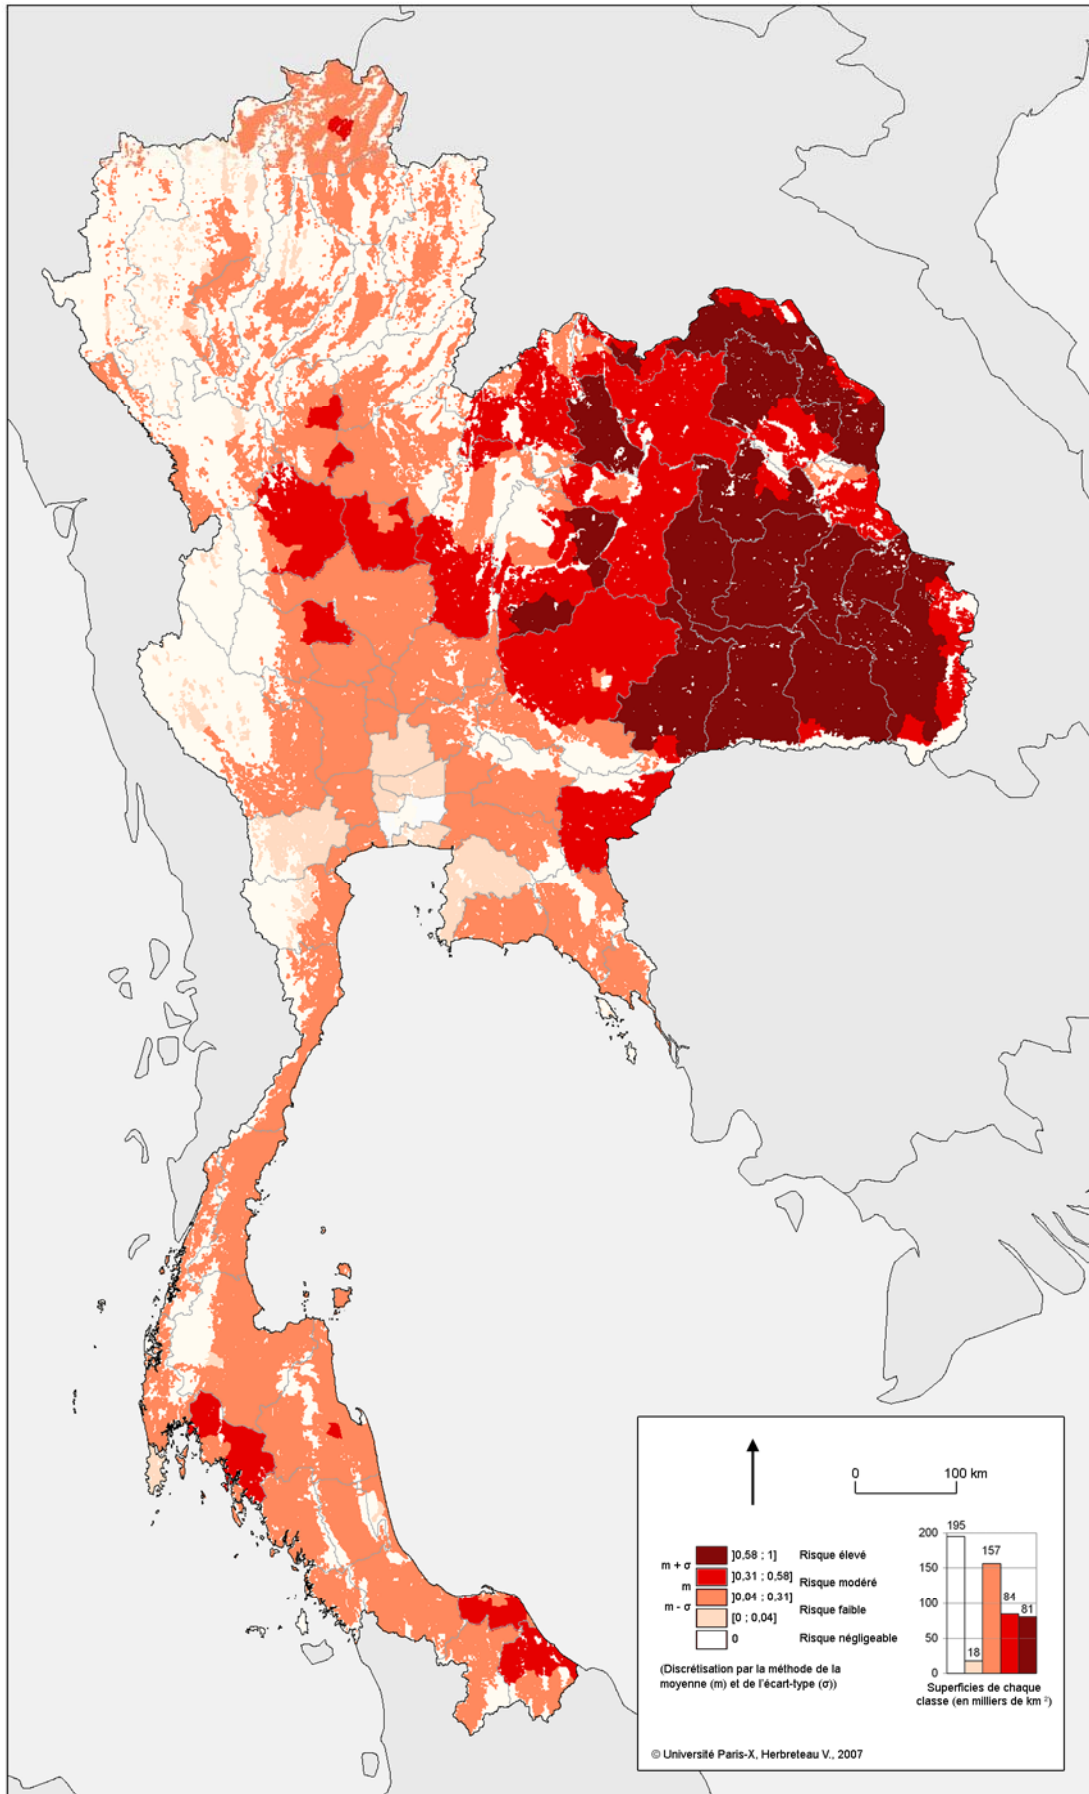 0 100 km
m + σ
m
m - σ
]0,58 ; 1] Risque élevé
]0,31 ; 0,58] Risque modéré
]0,04 ; 0,31]
Risque faible
[0 ; 0,04]
0 Risque négligeable
(Discrétisation par la méthode de la
moyenne (m) et de l'écart-type (σ))
200
150
100
50
0
195
18
157
84
81
Superficies de chaque
classe (en milliers de km ²)
© Université Paris-X, Herbreteau V., 2007